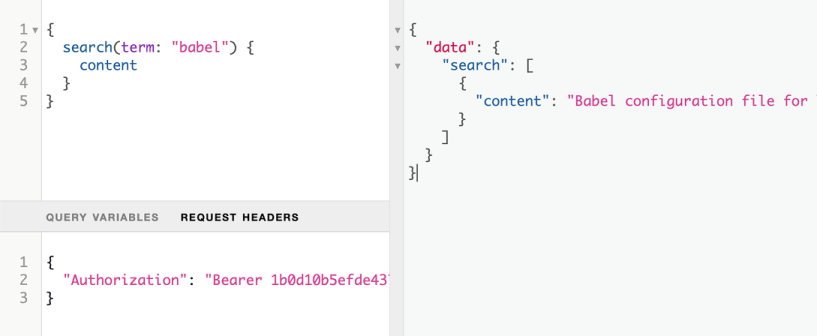 1 {
2 search(term: "babel") {
3 content
4 }
5 }
QUERY VARIABLES REQUEST HEADERS
1 {
2 "Authorization": "Bearer 1b0d10b5efde43
3 }
{
"data": {
"search": [
{
"content": "Babel configuration file for
}
]
}
}